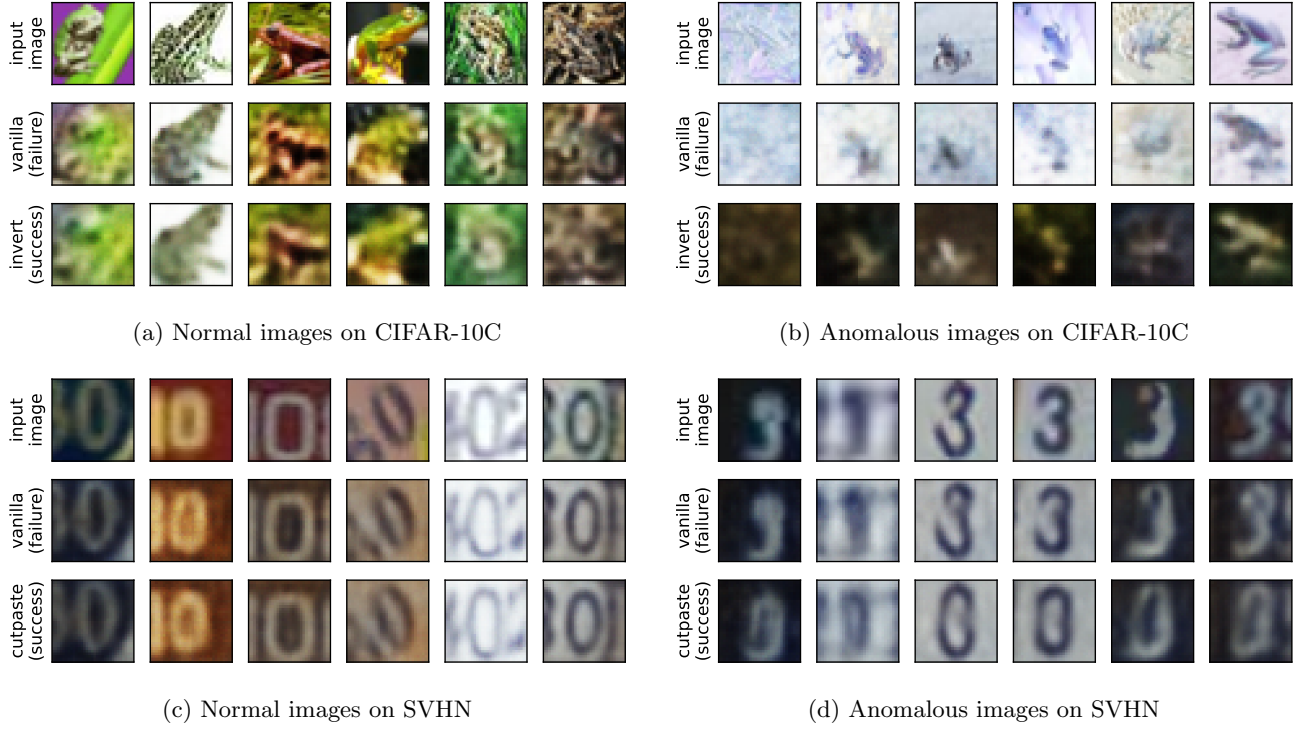 input
image
vanilla
(failure)
invert
(success)
(a) Normal images on CIFAR-10C
input
image
vanilla
(failure)
invert
(success)
(b) Anomalous images on CIFAR-10C
input
image
vanilla
(failure)
cutpaste
(success)
(c) Normal images on SVHN
input
image
vanilla
(failure)
cutpaste
(success)
(d) Anomalous images on SVHN